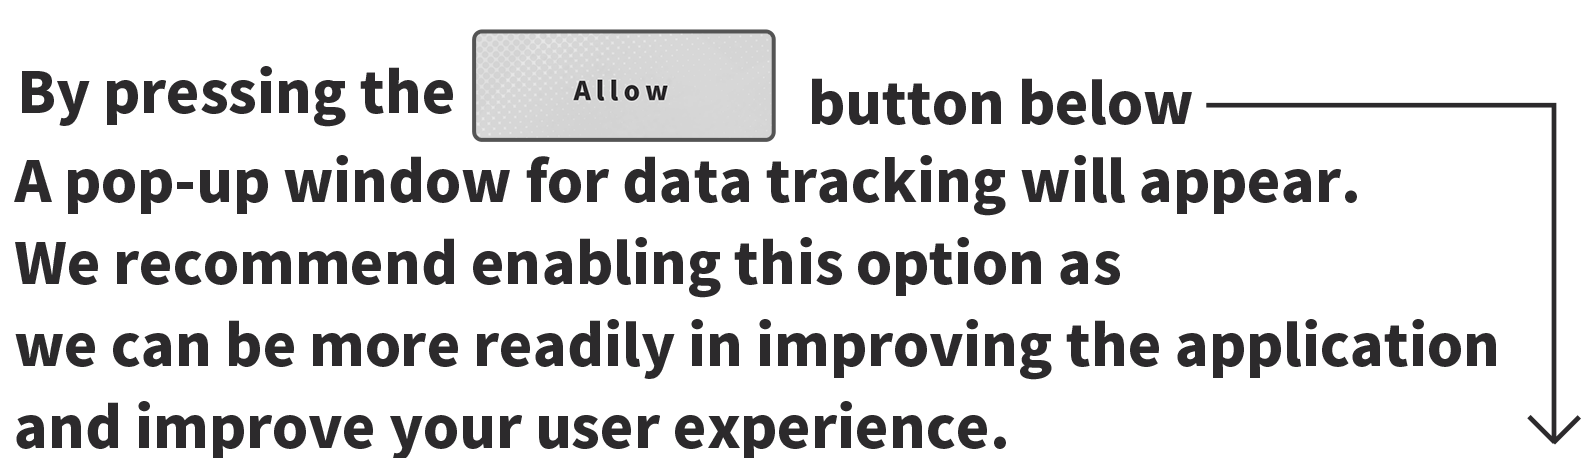 By pressing the Allow button below
A pop-up window for data tracking will appear.
We recommend enabling this option as
we can be more readily in improving the application
and improve your user experience.